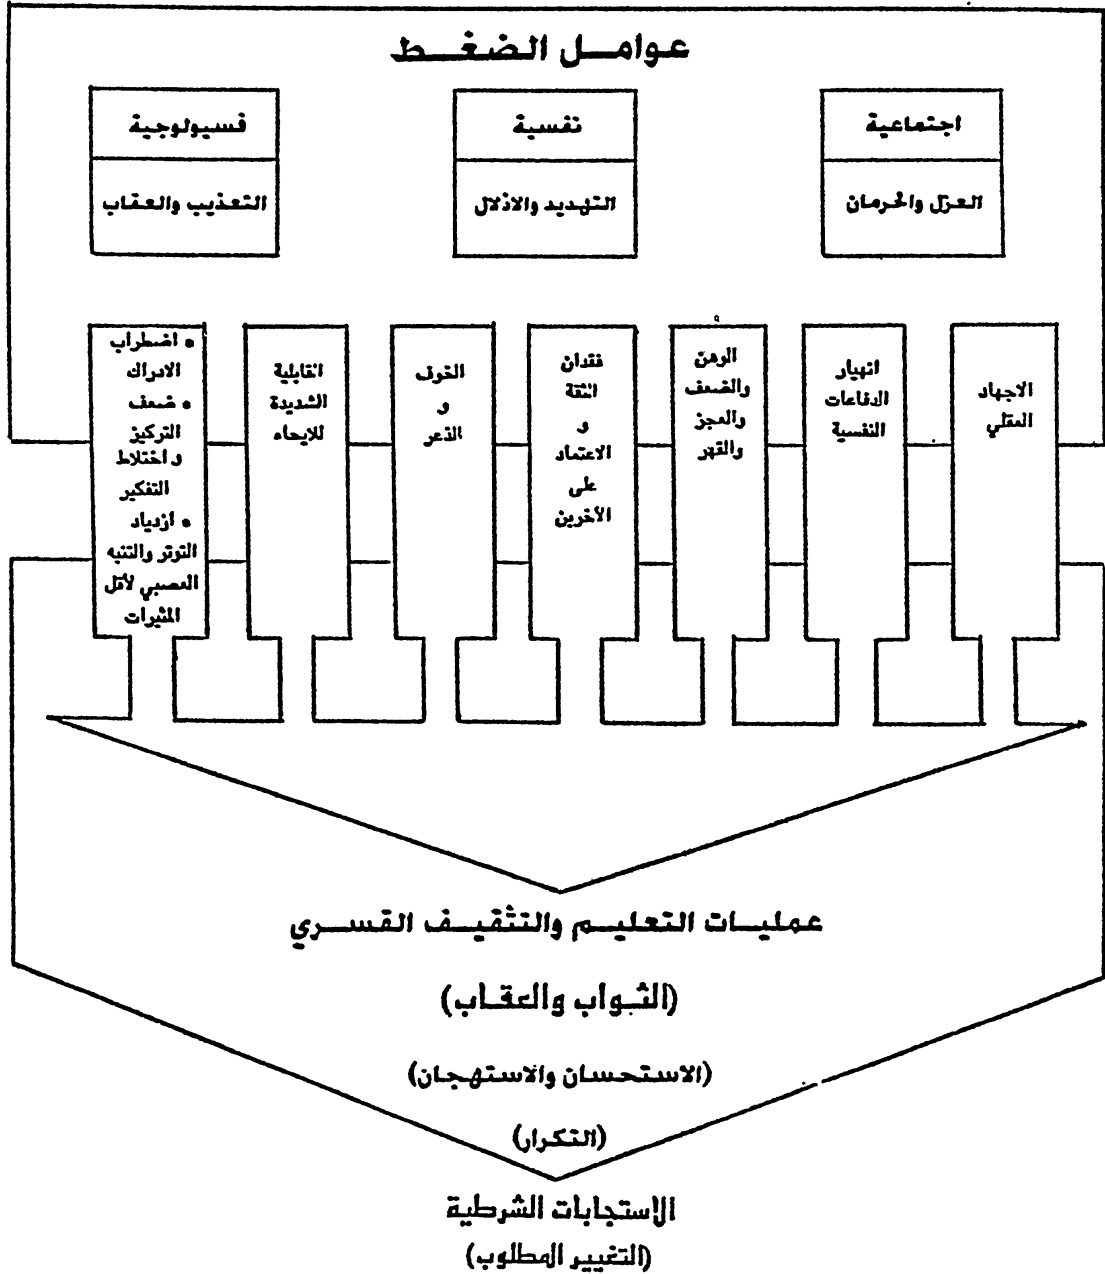 عوامل الضغط
اجتماعية
العزل والحرمان
نفسية
التهديد والاذلال
فسيولوجية
التعذيب والعقاب
الاجهاد
العقلي
انهيار
الدفاعات
النفسية
الوهن
والضعف
والعجز
والقهر
فقدان
الثقة
و
الاعتماد
على
الآخرين
الخوف
و
الذعر
القابلية
الشديدة
للايحاء
• اضطراب
الادراك
• ضعف
التركيز
واختلاط
التفكير
• ازدياد
التوتر والتنبه
العصبي لأقل
المثيرات
عمليات التعليم والتثقيف القسري
(الثواب والعقاب)
(الاستحسان والاستهجان)
(التكرار)
الإستجابات الشرطية
(التغيير المطلوب)